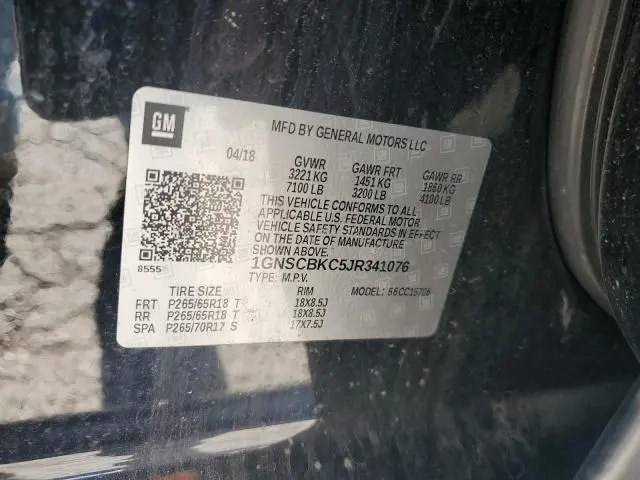 GM
MFD BY GENERAL MOTORS LLC
04/18
GVWR GAWR FRT GAWR RR
3221 KG 1451 KG 1860 KG
7100 LB 3200 LB 4100 LB
THIS VEHICLE CONFORMS TO ALL
APPLICABLE U.S. FEDERAL MOTOR
VEHICLE SAFETY STANDARDS IN EFFECT
ON THE DATE OF MANUFACTURE
SHOWN ABOVE.
8555
1GNSCBKC5JR341076
TYPE: M.P.V.
TIRE SIZE RIM MODEL:
FRT P265/65R18 T 18X8.5J
RR P265/65R18 T 18X8.5J
SPA P265/70R17 S 17X7.5J